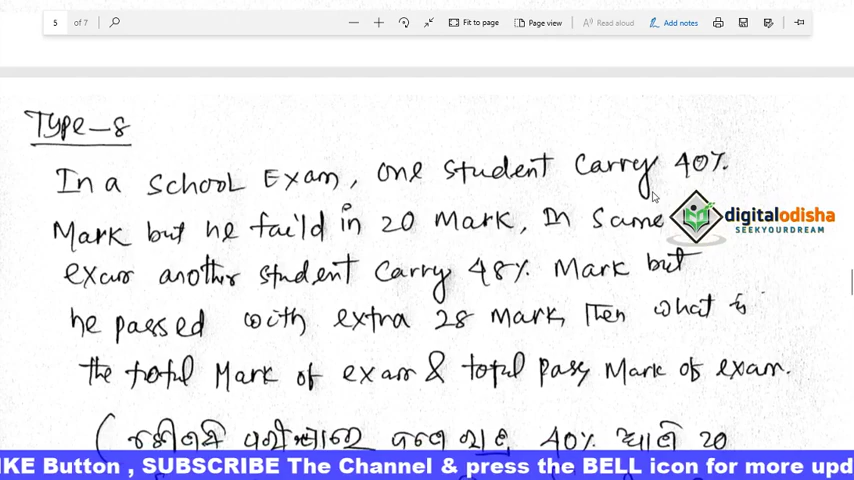 5 of 7 Fit to page Page view Read aloud Add notes
Type-8
In a School Exam, one Student Carry 40%
Mark but he faild in 20 Mark, In Same
digitalodisha
SEEKYOURDREAM
exam another Student Carry 48% Mark but
he passed with extra 28 mark, Then what is
the total Mark of exam & total pass Mark of exam.
40% 20
IKE Button , SUBSCRIBE The Channel & press the BELL icon for more upd